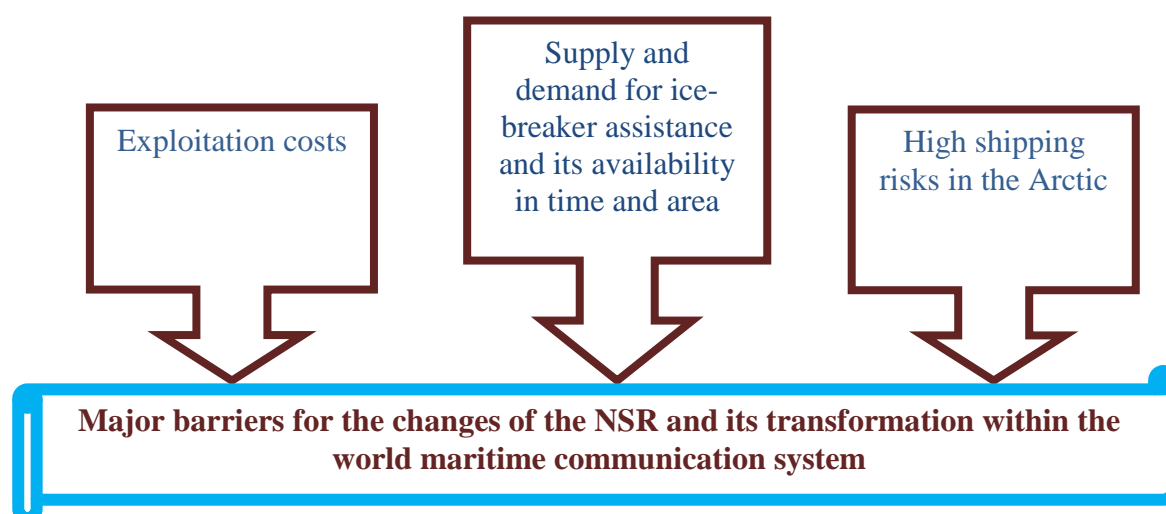 Exploitation costs
Supply and
demand for ice-
breaker assistance
and its availability
in time and area
High shipping
risks in the Arctic
Major barriers for the changes of the NSR and its transformation within the
world maritime communication system